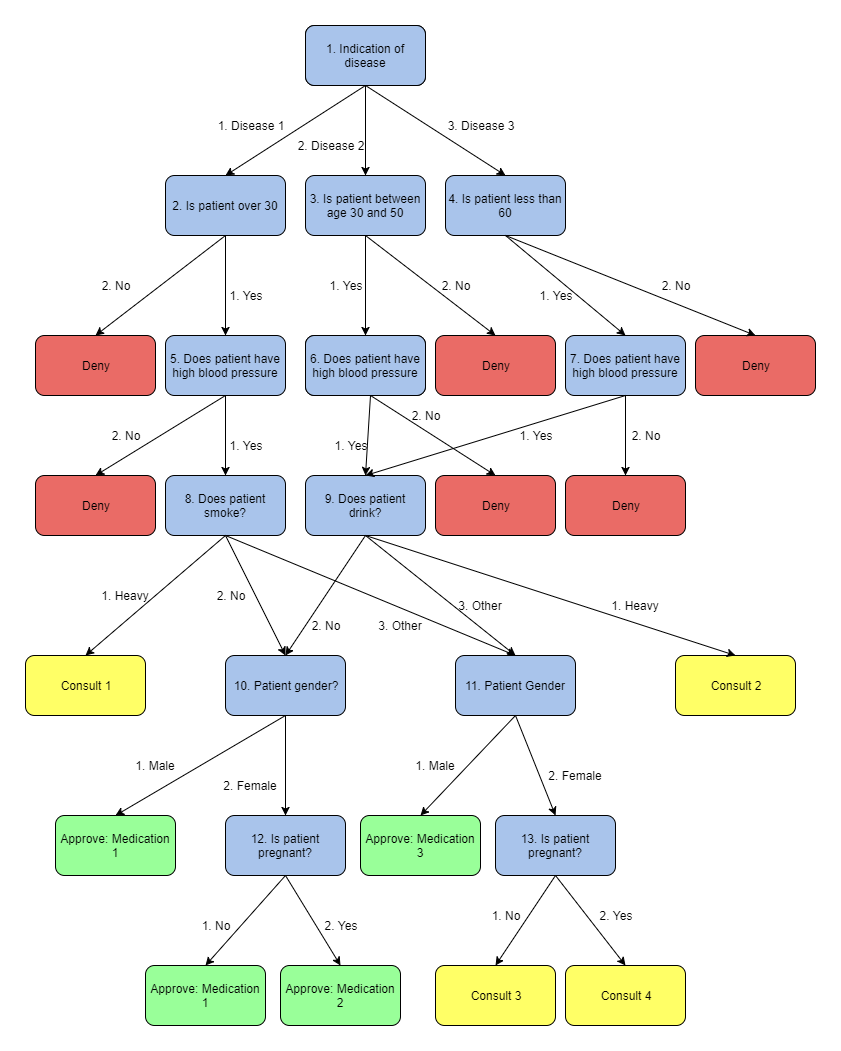 1. Indication of
disease
1. Disease 1
3. Disease 3
2. Disease 2
2. Is patient over 30
3. Is patient between
age 30 and 50
4. Is patient less than
60
2. No
1. Yes
1. Yes
2. No
1. Yes
2. No
Deny
5. Does patient have
high blood pressure
6. Does patient have
high blood pressure
Deny
7. Does patient have
high blood pressure
Deny
2. No
1. Yes
1. Yes
2. No
1. Yes
2. No
Deny
8. Does patient
smoke?
9. Does patient
drink?
Deny
Deny
1. Heavy
2. No
2. No
3. Other
3. Other
1. Heavy
Consult 1
10. Patient gender?
11. Patient Gender
Consult 2
1. Male
2. Female
1. Male
2. Female
Approve: Medication
1
12. Is patient
pregnant?
Approve: Medication
3
13. Is patient
pregnant?
1. No
2. Yes
1. No
2. Yes
Approve: Medication
1
Approve: Medication
2
Consult 3
Consult 4